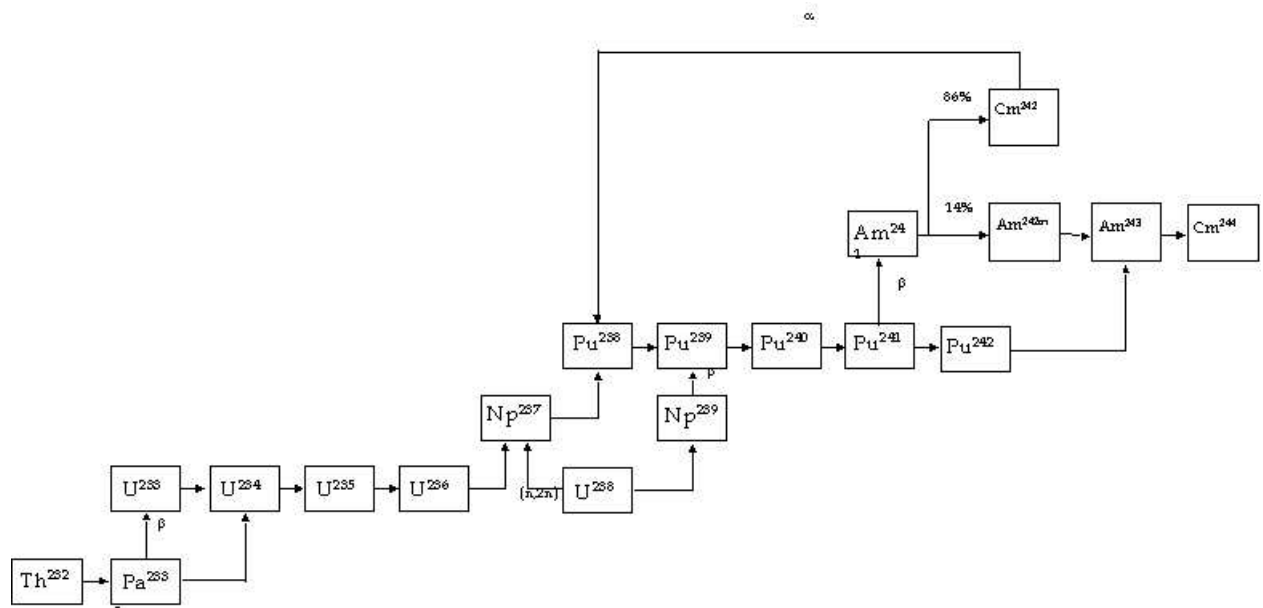 α
86%
Cm²⁴²
14%
Am²⁴
1
Am²⁴²ᵐ
Am²⁴³
Cm²⁴⁴
β
Pu²³⁸
Pu²³⁹
Pu²⁴⁰
Pu²⁴¹
Pu²⁴²
β
Np²³⁷
Np²³⁹
U²³³
U²³⁴
U²³⁵
U²³⁶
(n,2n)
U²³⁸
β
Th²³²
Pa²³³